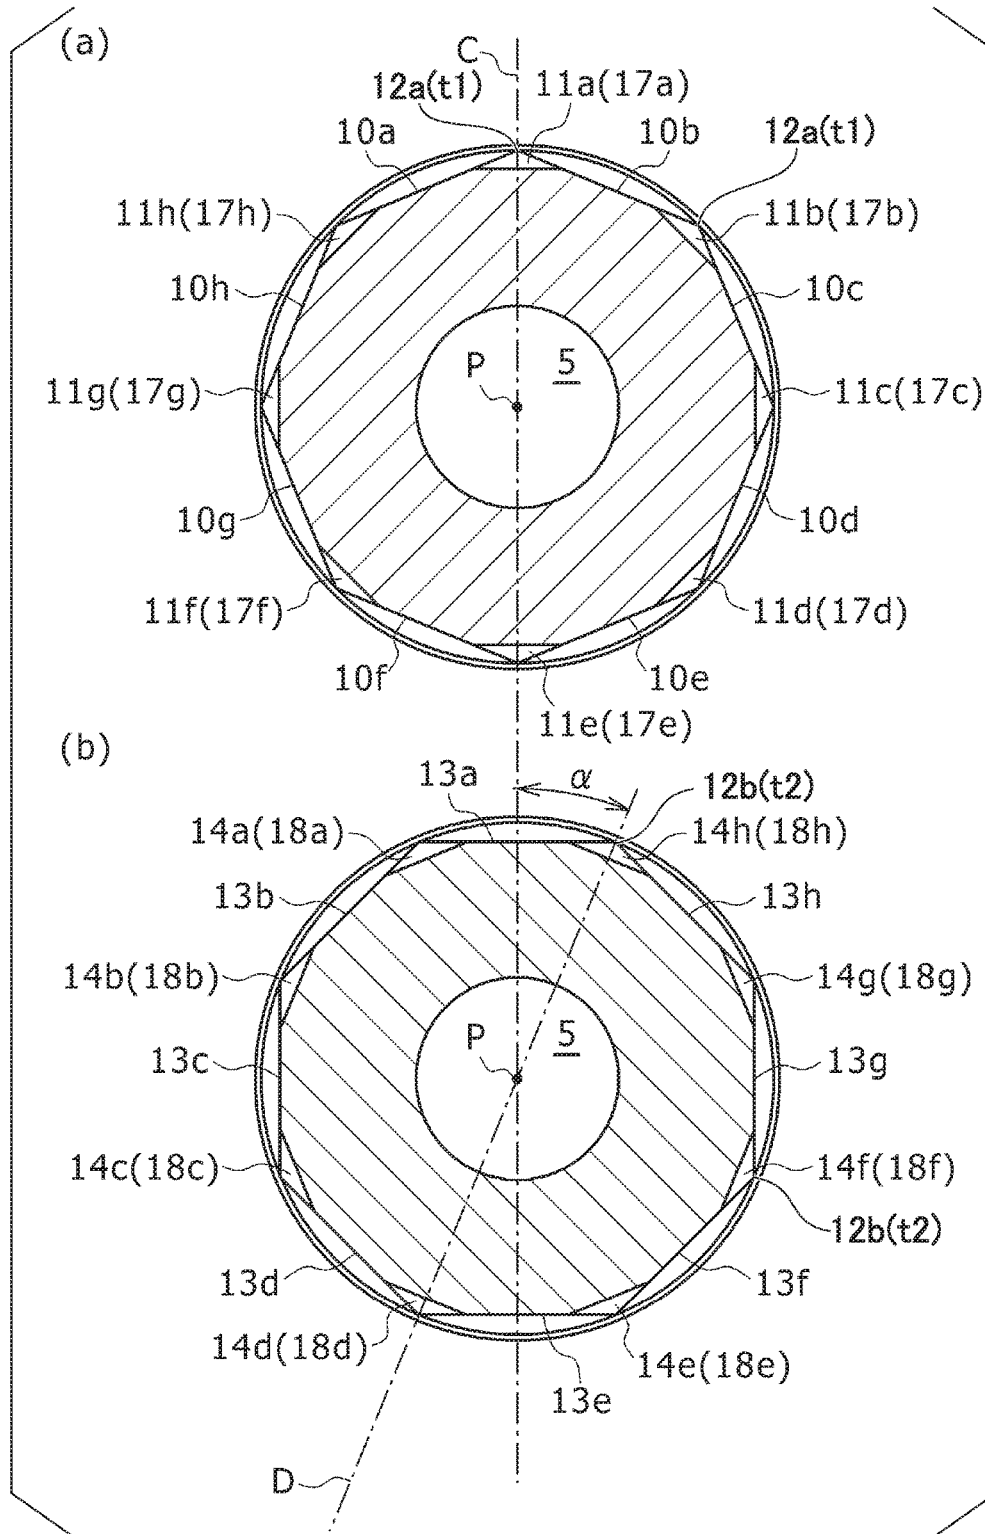 (a)
C
12a(t1)
11a(17a)
10a
10b
12a(t1)
11h(17h)
11b(17b)
10h
10c
P
5
11g(17g)
11c(17c)
10g
10d
11f(17f)
11d(17d)
10f
10e
11e(17e)
(b)
13a
α
12b(t2)
14a(18a)
14h(18h)
13b
13h
14b(18b)
14g(18g)
P
5
13c
13g
14c(18c)
14f(18f)
12b(t2)
13d
13f
14d(18d)
14e(18e)
13e
D